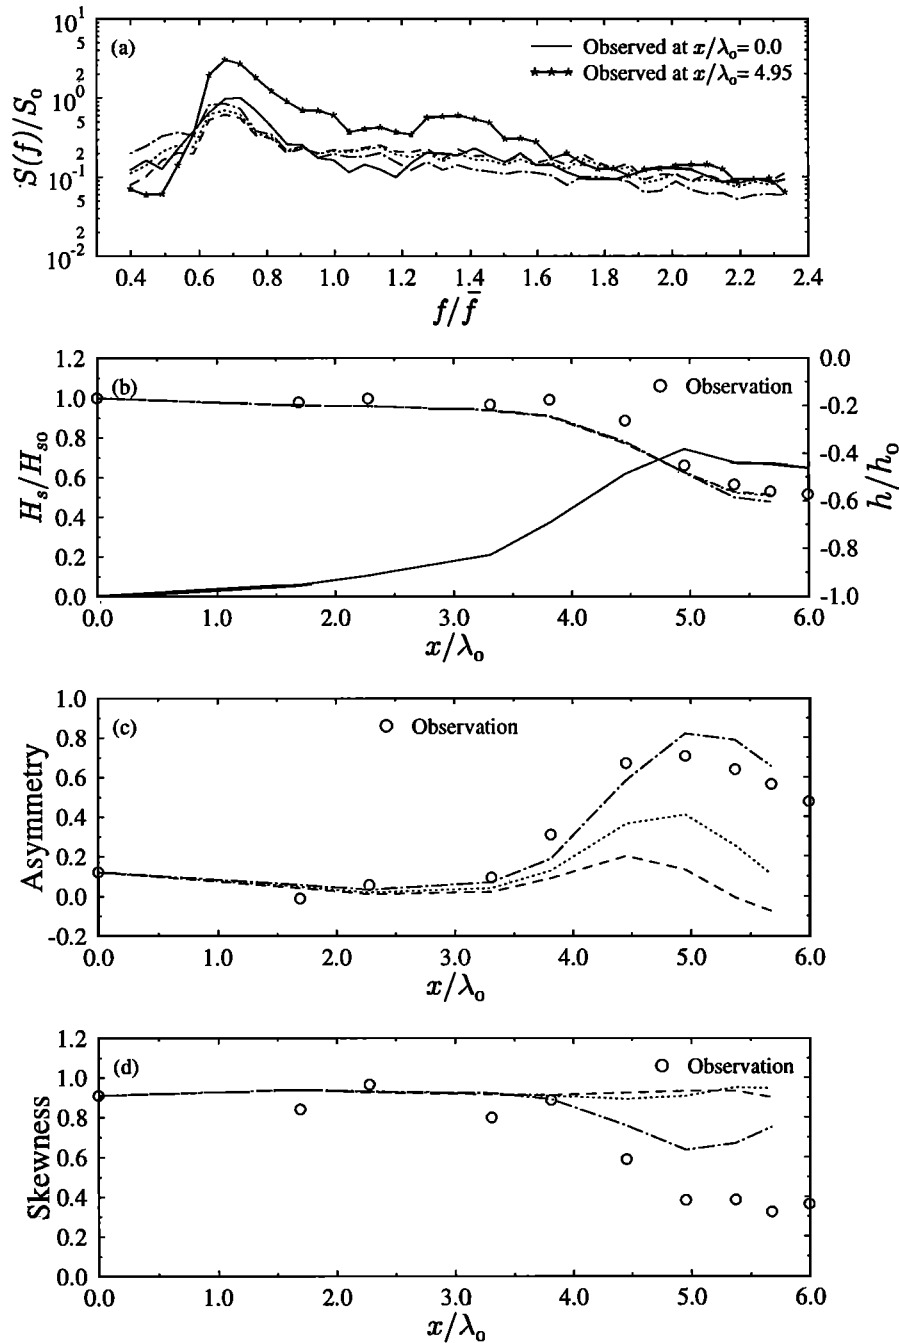 (a)
Observed at x/λₒ= 0.0
Observed at x/λₒ= 4.95
10¹
5
2
10⁰
5
2
10⁻¹
5
10⁻²
S(f)/Sₒ
0.4 0.6 0.8 1.0 1.2 1.4 1.6 1.8 2.0 2.2 2.4
f/f̄
(b)
Observation
1.2
1.0
0.8
0.6
0.4
0.2
0.0
Hₛ/Hₛₒ
0.0
-0.2
-0.4
-0.6
-0.8
-1.0
h/hₒ
0.0 1.0 2.0 3.0 4.0 5.0 6.0
x/λₒ
(c)
Observation
1.0
0.8
0.6
0.4
0.2
0.0
-0.2
Asymmetry
0.0 1.0 2.0 3.0 4.0 5.0 6.0
x/λₒ
(d)
Observation
1.2
1.0
0.8
0.6
0.4
0.2
0.0
Skewness
0.0 1.0 2.0 3.0 4.0 5.0 6.0
x/λₒ